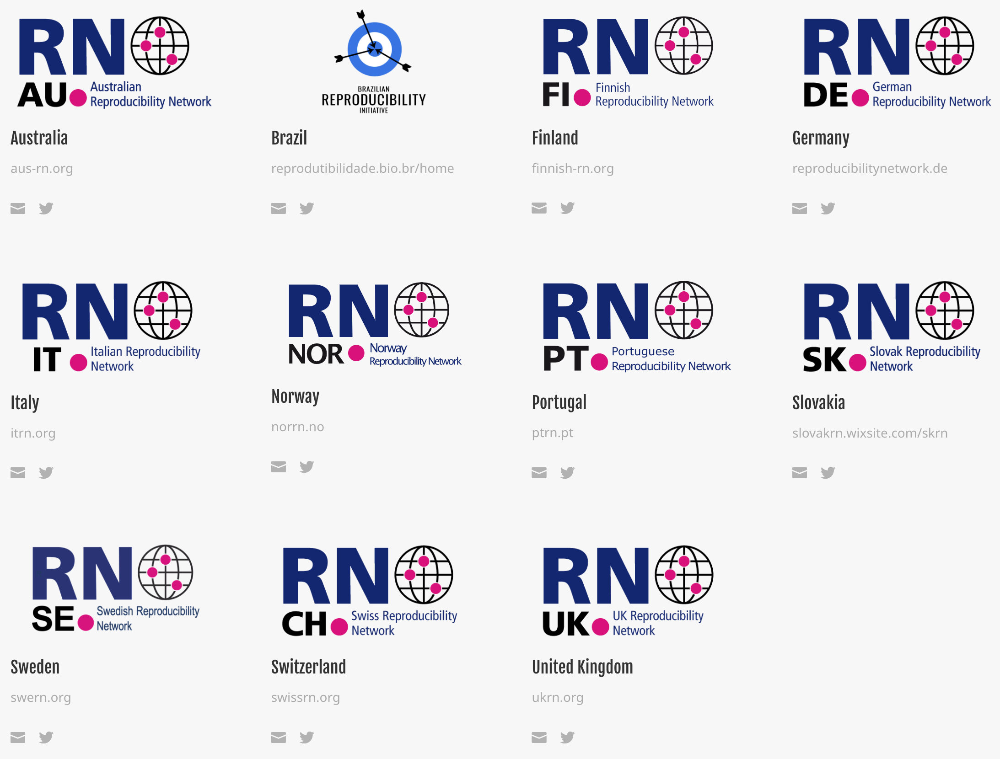 RN
AU
Australian
Reproducibility Network
Australia
aus-rn.org
BRAZILIAN
REPRODUCIBILITY
INITIATIVE
Brazil
reprodutibilidade.bio.br/home
RN
FI
Finnish
Reproducibility Network
Finland
finnish-rn.org
RN
DE
German
Reproducibility Network
Germany
reproducibilitynetwork.de
RN
IT
Italian Reproducibility
Network
Italy
itrn.org
RN
NOR
Norway
Reproducibility Network
Norway
norrn.no
RN
PT
Portuguese
Reproducibility Network
Portugal
ptrn.pt
RN
SK
Slovak Reproducibility
Network
Slovakia
slovakrn.wixsite.com/skrn
RN
SE
Swedish Reproducibility
Network
Sweden
swern.org
RN
CH
Swiss Reproducibility
Network
Switzerland
swissrn.org
RN
UK
UK Reproducibility
Network
United Kingdom
ukrn.org